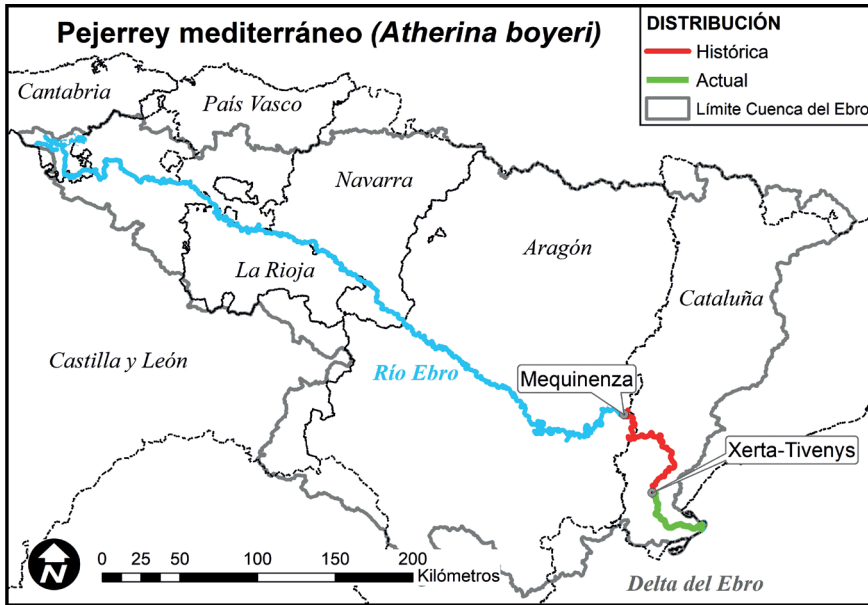 Pejerrey mediterráneo (Atherina boyeri)
DISTRIBUCIÓN
Histórica
Actual
Límite Cuenca del Ebro
Cantabria
País Vasco
Navarra
La Rioja
Aragón
Cataluña
Castilla y León
Río Ebro
Mequinenza
Xerta-Tivenys
Delta del Ebro
N
0 25 50 100 150 200
Kilómetros